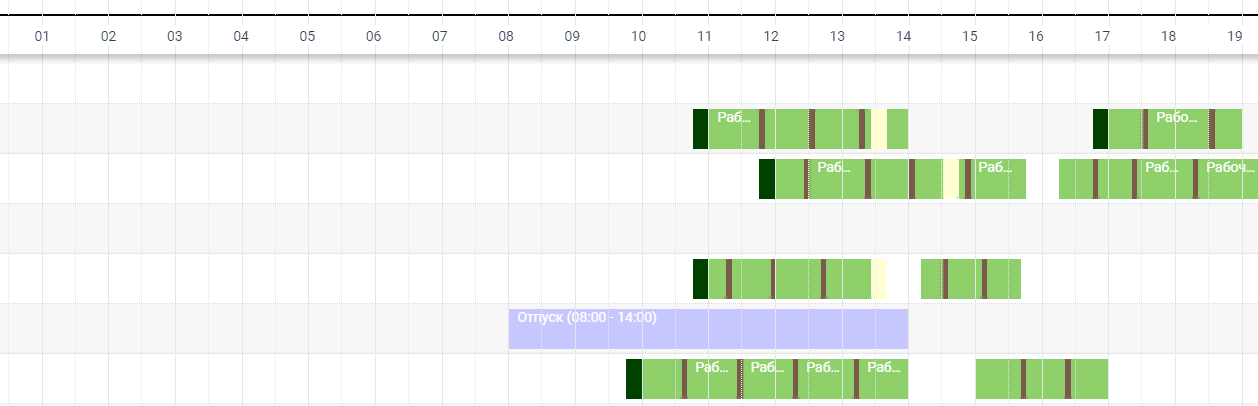 01 02 03 04 05 06 07 08 09 10 11 12 13 14 15 16 17 18 19
Раб... Рабо...
Раб... Раб... Раб... Рабоч...
Отпуск (08:00 - 14:00)
Раб... Раб... Раб... Раб...